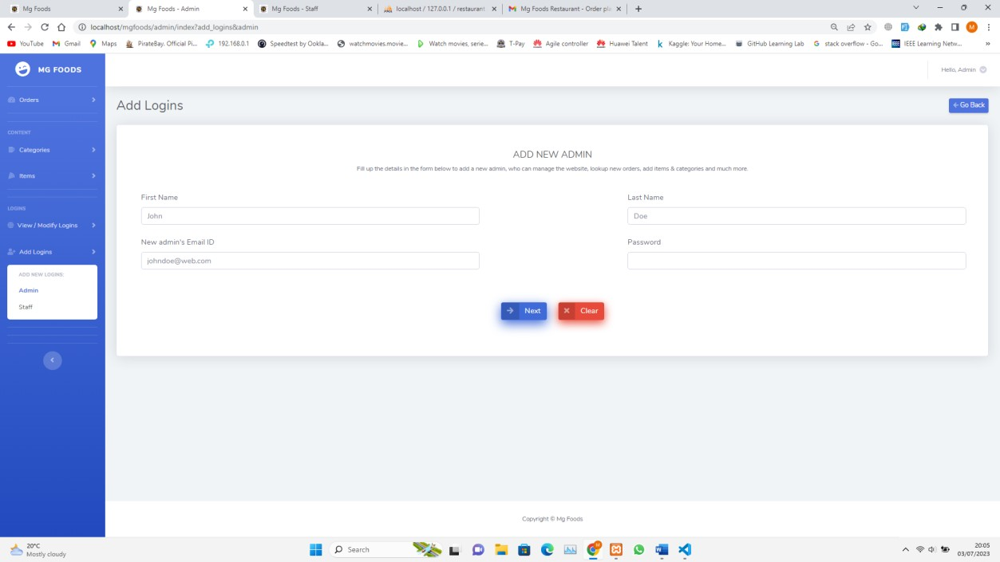 Mg Foods
Mg Foods - Admin
Mg Foods - Staff
localhost / 127.0.0.1 / restaurant
Mg Foods Restaurant - Order pla
localhost/mgfoods/admin/index?add_logins&admin
M
YouTube
Gmail
Maps
PirateBay. Official Pi...
192.168.0.1
Speedtest by Ookla...
watchmovies.movie...
Watch movies, serie...
T-Pay
Agile controller
Huawei Talent
Kaggle: Your Home...
GitHub Learning Lab
stack overflow - Go...
IEEE Learning Netw...
»
MG FOODS
Hello, Admin
Orders
CONTENT
Categories
Items
LOGINS
View / Modify Logins
Add Logins
ADD NEW LOGINS:
Admin
Staff
Add Logins
Go Back
ADD NEW ADMIN
Fill up the details in the form below to add a new admin, who can manage the website, lookup new orders, add items & categories and much more.
First Name
Last Name
John
Doe
New admin's Email ID
Password
johndoe@web.com
Next
Clear
Copyright © Mg Foods
20°C
Mostly cloudy
Search
20:05
03/07/2023